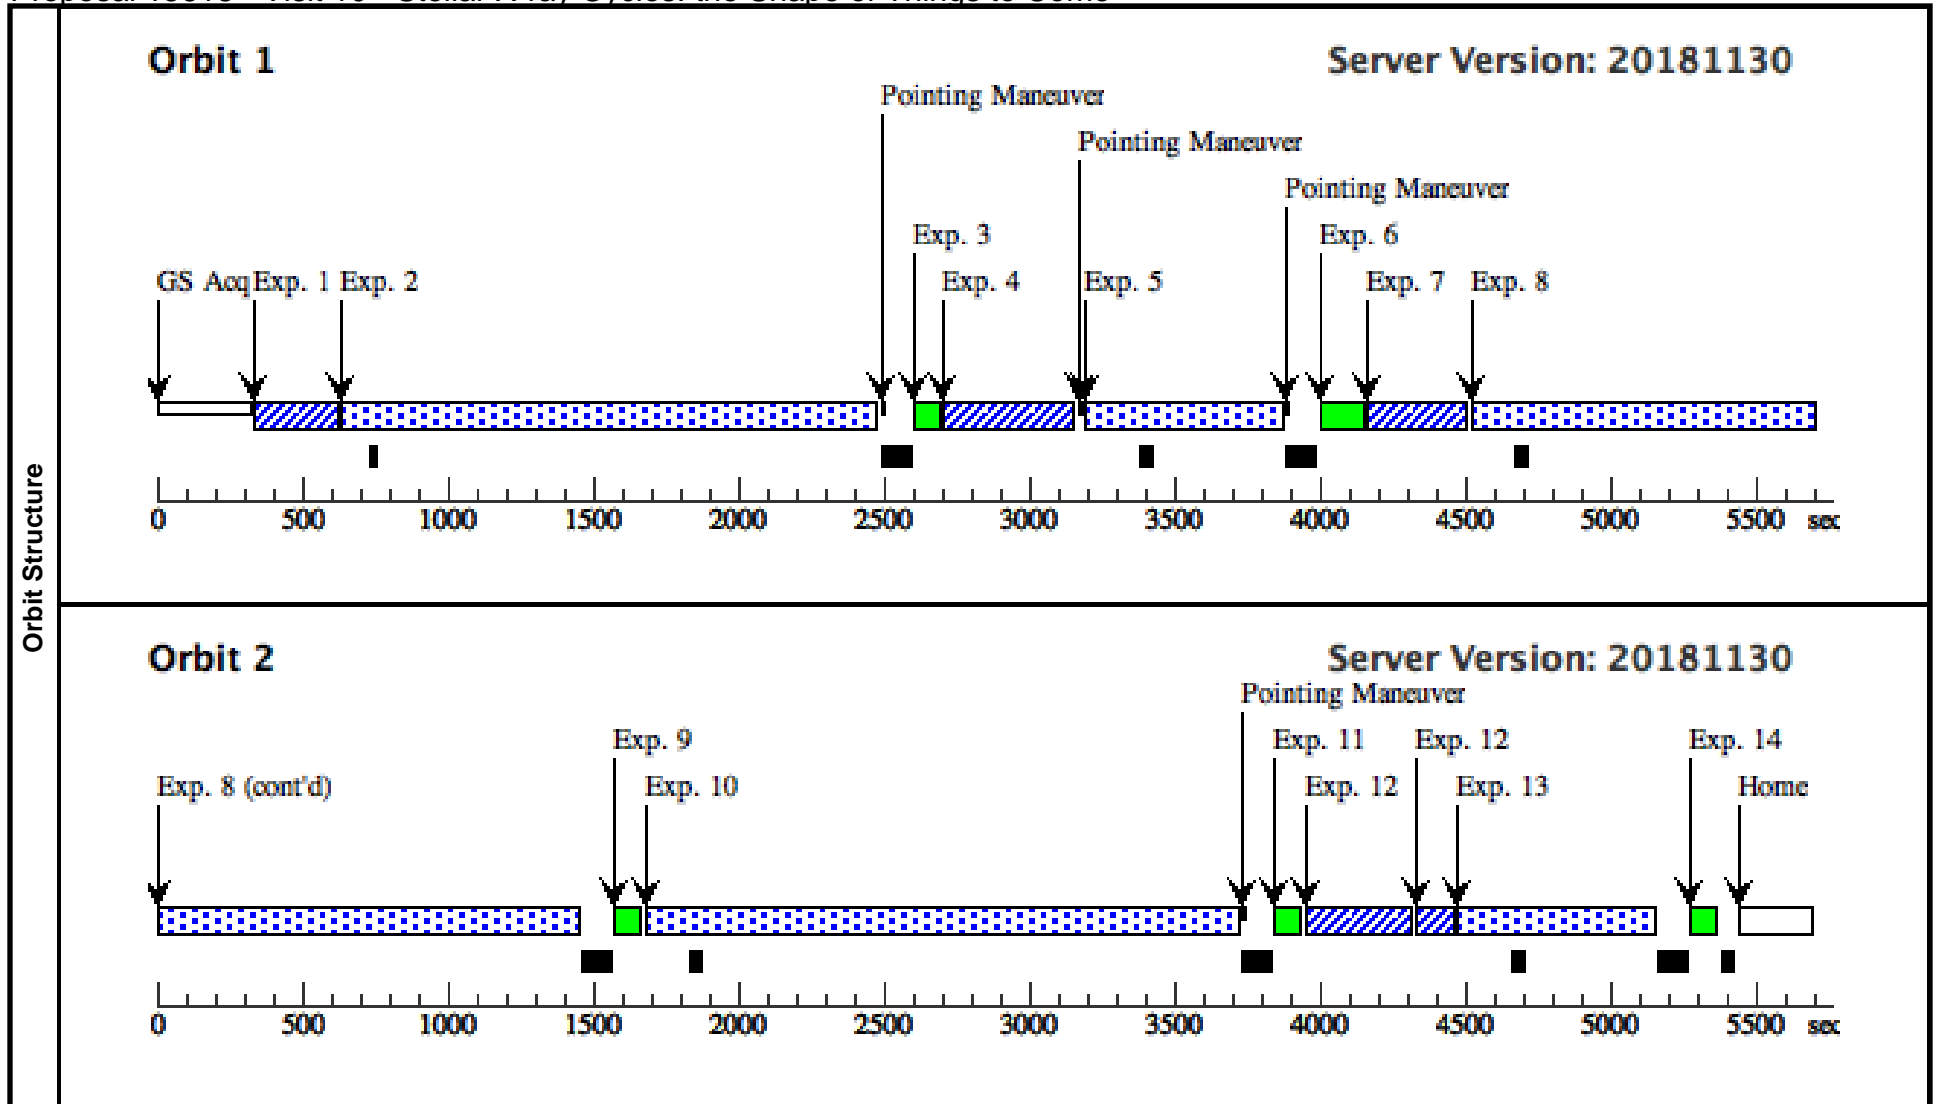 Orbit Structure
Orbit 1
Server Version: 20181130
Pointing Maneuver
Pointing Maneuver
Pointing Maneuver
Exp. 3
Exp. 6
GS Acq Exp. 1 Exp. 2
Exp. 4
Exp. 5
Exp. 7
Exp. 8
0 500 1000 1500 2000 2500 3000 3500 4000 4500 5000 5500 sec
Orbit 2
Server Version: 20181130
Pointing Maneuver
Exp. 9
Exp. 11
Exp. 12
Exp. 14
Exp. 8 (cont'd)
Exp. 10
Exp. 12
Exp. 13
Home
0 500 1000 1500 2000 2500 3000 3500 4000 4500 5000 5500 sec